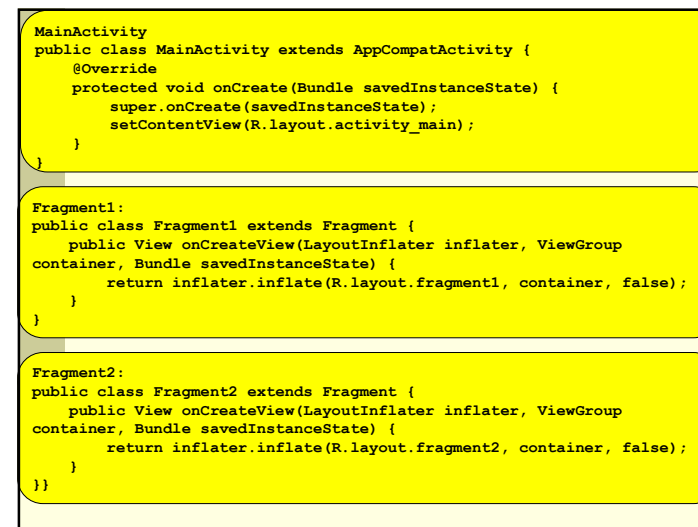 MainActivity
public class MainActivity extends AppCompatActivity {
    @Override
    protected void onCreate(Bundle savedInstanceState) {
        super.onCreate(savedInstanceState);
        setContentView(R.layout.activity_main);
    }
}
Fragment1:
public class Fragment1 extends Fragment {
    public View onCreateView(LayoutInflater inflater, ViewGroup
container, Bundle savedInstanceState) {
        return inflater.inflate(R.layout.fragment1, container, false);
    }
}
Fragment2:
public class Fragment2 extends Fragment {
    public View onCreateView(LayoutInflater inflater, ViewGroup
container, Bundle savedInstanceState) {
        return inflater.inflate(R.layout.fragment2, container, false);
    }
}}